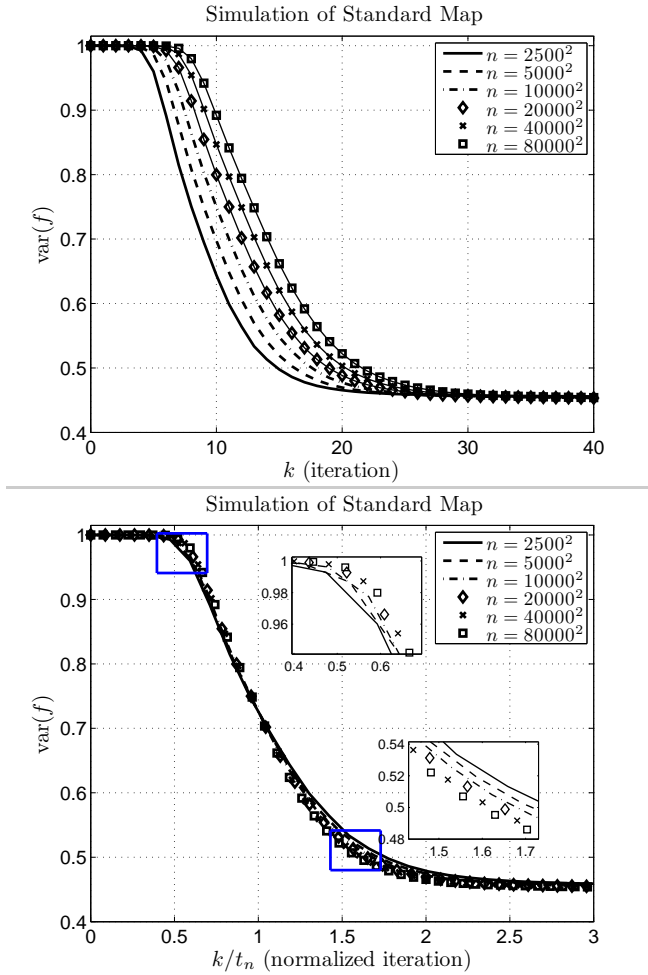 Simulation of Standard Map
1
0.9
0.8
0.7
0.6
0.5
0.4
var(f)
n = 2500²
n = 5000²
n = 10000²
n = 20000²
n = 40000²
n = 80000²
0 10 20 30 40
k (iteration)
Simulation of Standard Map
1
0.9
0.8
0.7
0.6
0.5
0.4
var(f)
n = 2500²
n = 5000²
n = 10000²
n = 20000²
n = 40000²
n = 80000²
1
0.98
0.96
0.4 0.5 0.6
0.54
0.52
0.5
0.48
1.5 1.6 1.7
0 0.5 1 1.5 2 2.5 3
k/tₙ (normalized iteration)